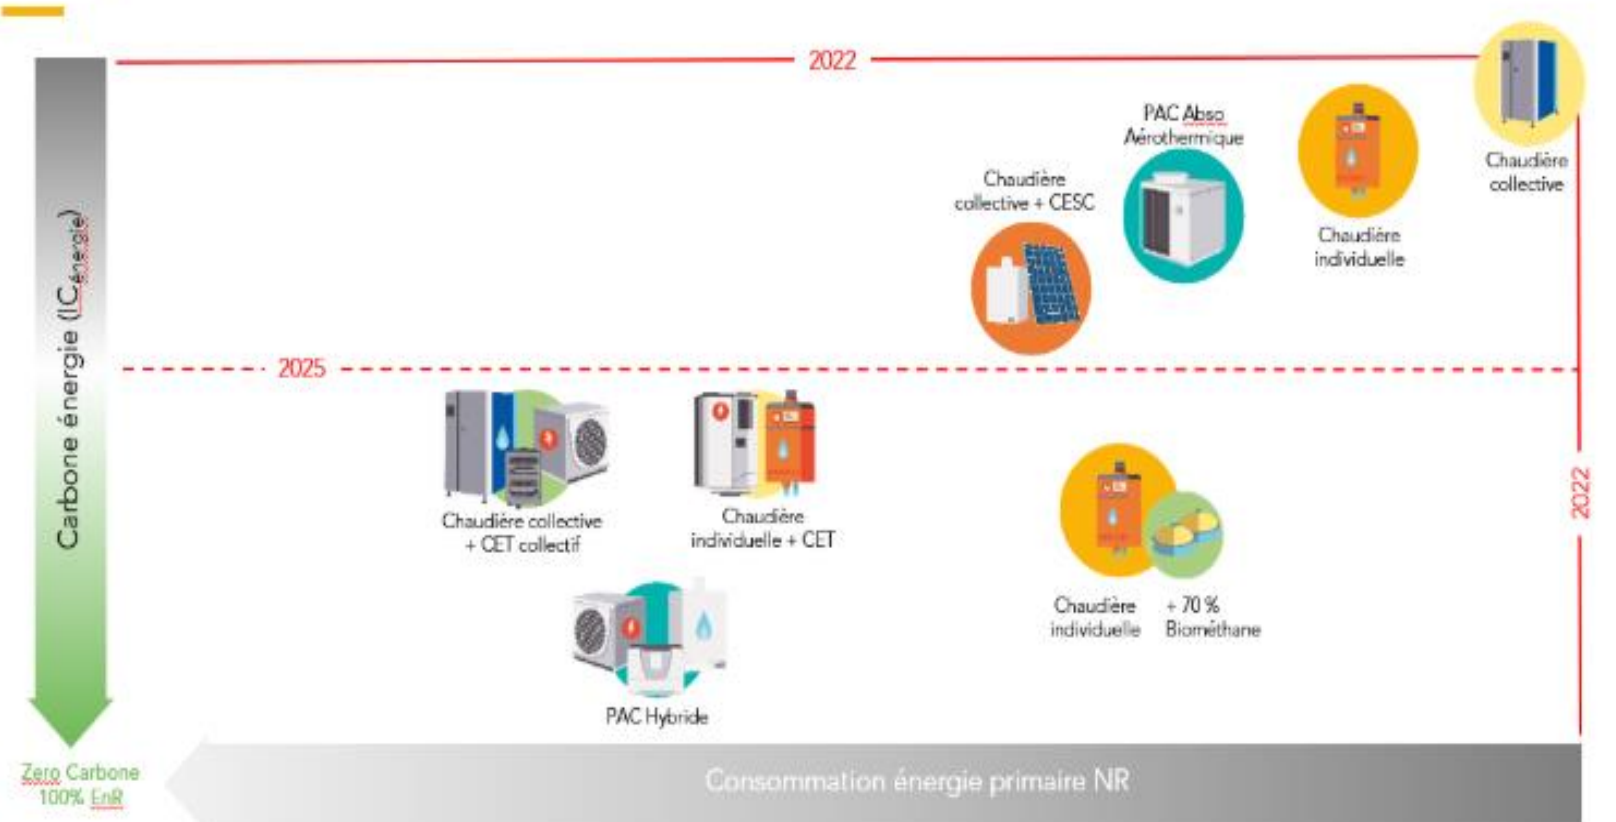 2022
PAC Abso
Aérothermique
Chaudière
collective
Chaudière
collective + CESC
Chaudière
individuelle
Carbone énergie (ICénergie)
2025
2022
Chaudière collective
+ CET collectif
Chaudière
individuelle + CET
Chaudière
individuelle
+ 70 %
Biométhane
PAC Hybride
Zero Carbone
100% EnR
Consommation énergie primaire NR